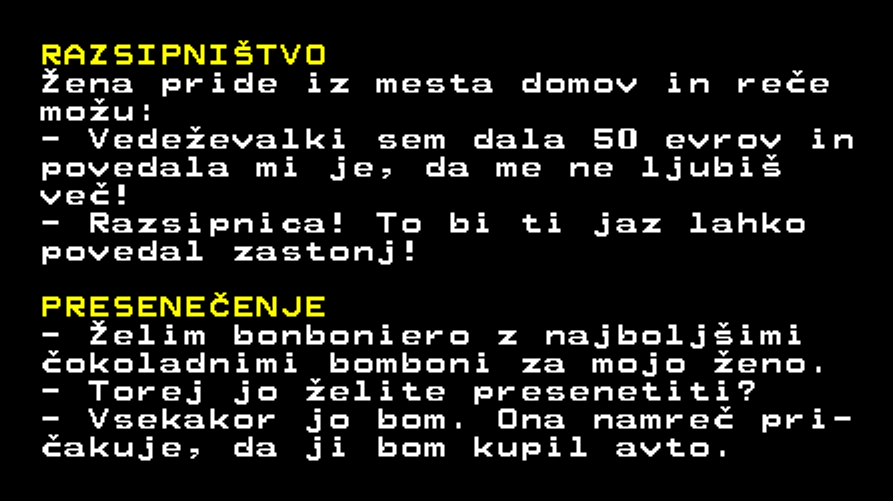 RAZSIPNIŠTVO
Žena pride iz mesta domov in reče
možu:
- Vedeževalki sem dala 50 evrov in
povedala mi je, da me ne ljubiš
več!
- Razsipnica! To bi ti jaz lahko
povedal zastonj!
PRESENEČENJE
- Želim bonboniero z najboljšimi
čokoladnimi bomboni za mojo ženo.
- Torej jo želite presenetiti?
- Vsekakor jo bom. Ona namreč pri-
čakuje, da ji bom kupil avto.